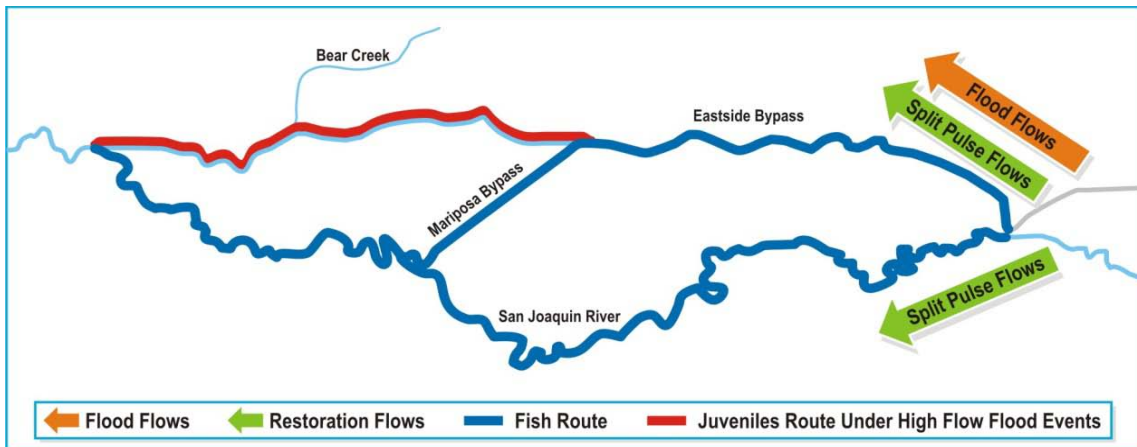 Bear Creek
Eastside Bypass
Flood Flows
Split Pulse Flows
Mariposa Bypass
Split Pulse Flows
San Joaquin River
Flood Flows
Restoration Flows
Fish Route
Juveniles Route Under High Flow Flood Events